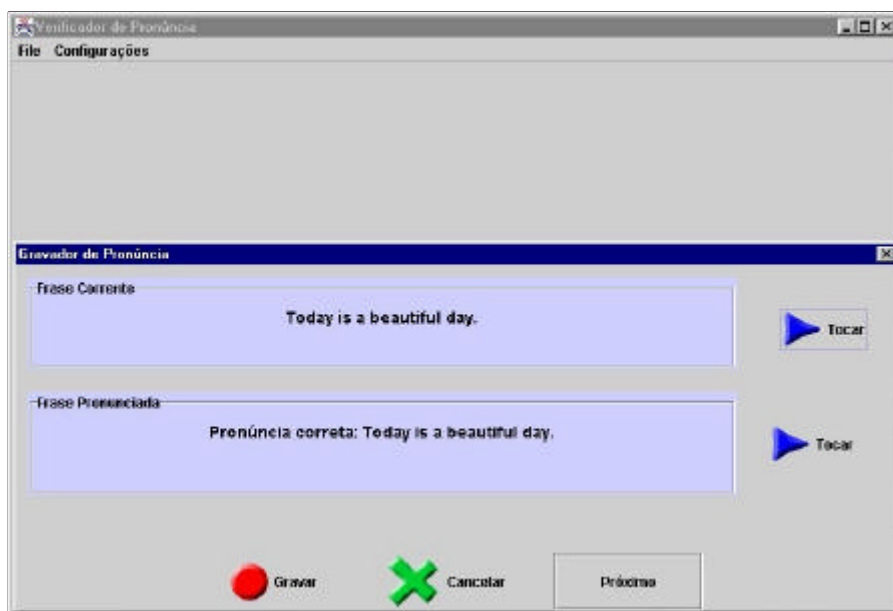 Verificador de Pronúncia
File Configurações
Gravador de Pronúncia
Frase Corrente
Today is a beautiful day.
Tocar
Frase Pronunciada
Pronúncia correta: Today is a beautiful day.
Tocar
Gravar Cancelar Próximo